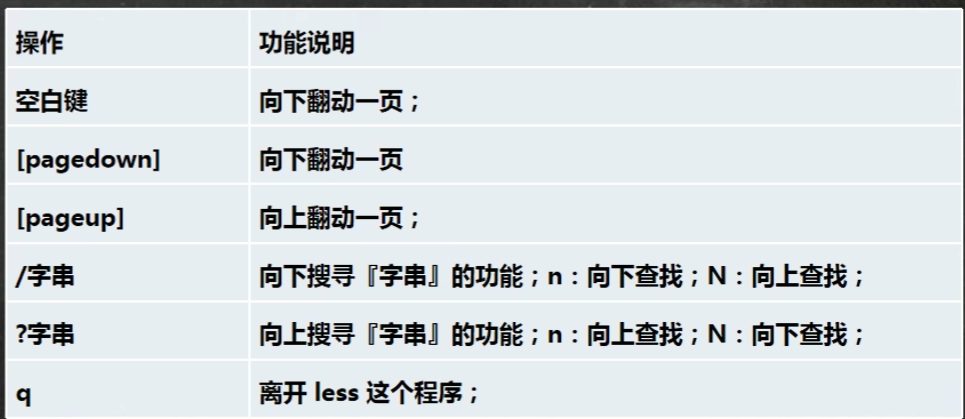 操作 功能说明
空白键 向下翻动一页；
[pagedown] 向下翻动一页
[pageup] 向上翻动一页；
/字串 向下搜寻『字串』的功能；n：向下查找；N：向上查找；
?字串 向上搜寻『字串』的功能；n：向上查找；N：向下查找；
q 离开 less 这个程序；